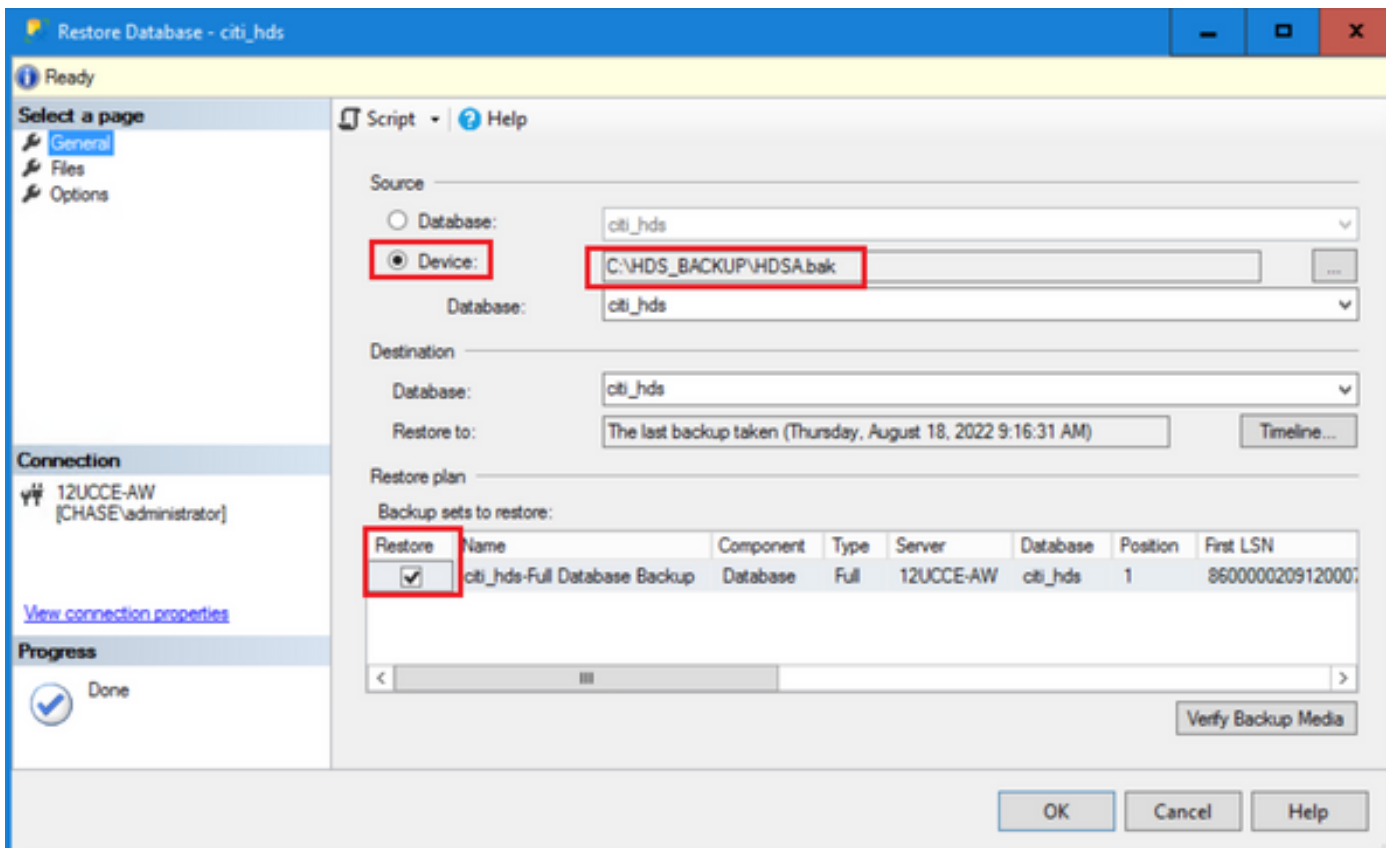 Restore Database - citi_hds
Ready
Select a page
General
Files
Options
Script
Help
Source
Database:
citi_hds
Device:
C:\HDS_BACKUP\HDSA.bak
...
Database:
citi_hds
Destination
Database:
citi_hds
Restore to:
The last backup taken (Thursday, August 18, 2022 9:16:31 AM)
Timeline...
Restore plan
Backup sets to restore:
Restore Name Component Type Server Database Position First LSN
citi_hds-Full Database Backup Database Full 12UCCE-AW citi_hds 1 8600000209120007
Verify Backup Media
Connection
12UCCE-AW
[CHASE\administrator]
View connection properties
Progress
Done
OK Cancel Help